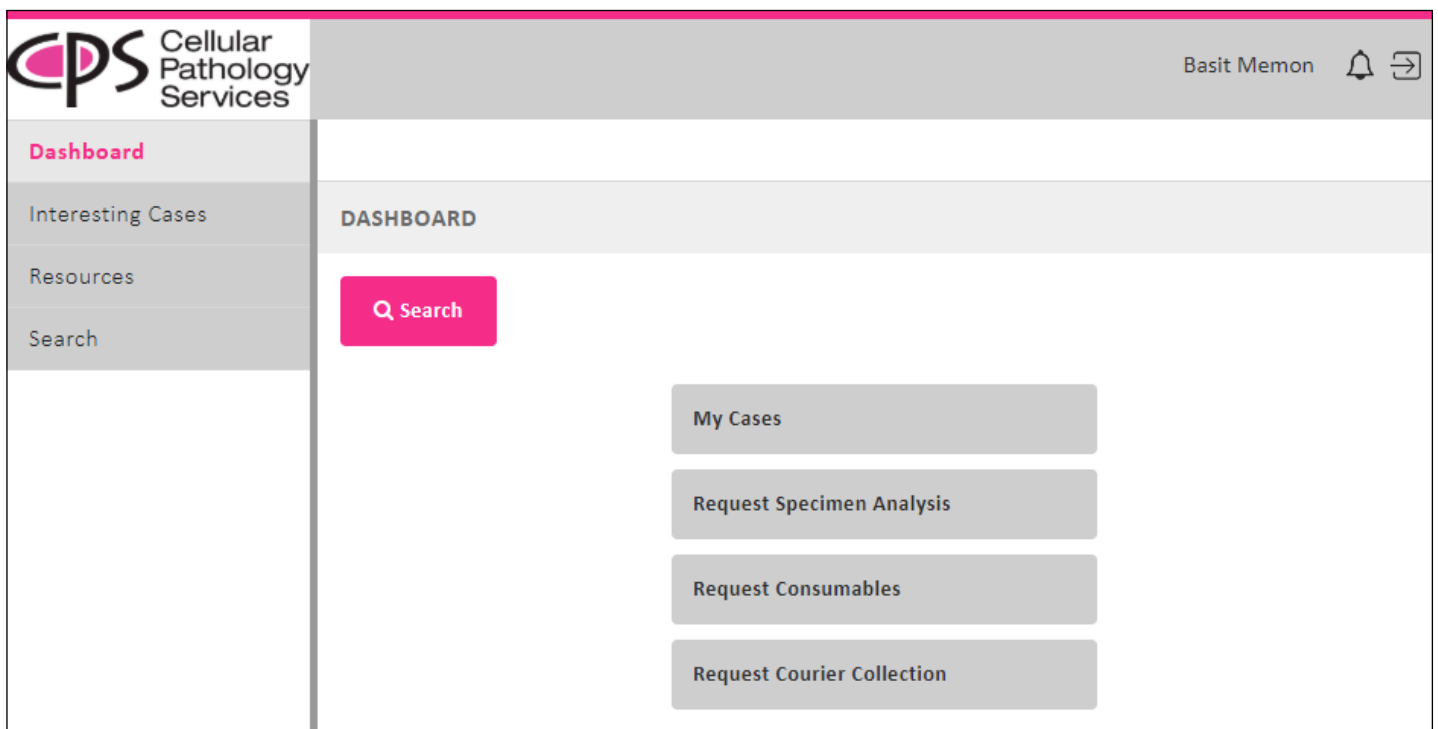 CPS Cellular
Pathology
Services
Basit Memon
Dashboard
Interesting Cases
Resources
Search
DASHBOARD
Search
My Cases
Request Specimen Analysis
Request Consumables
Request Courier Collection